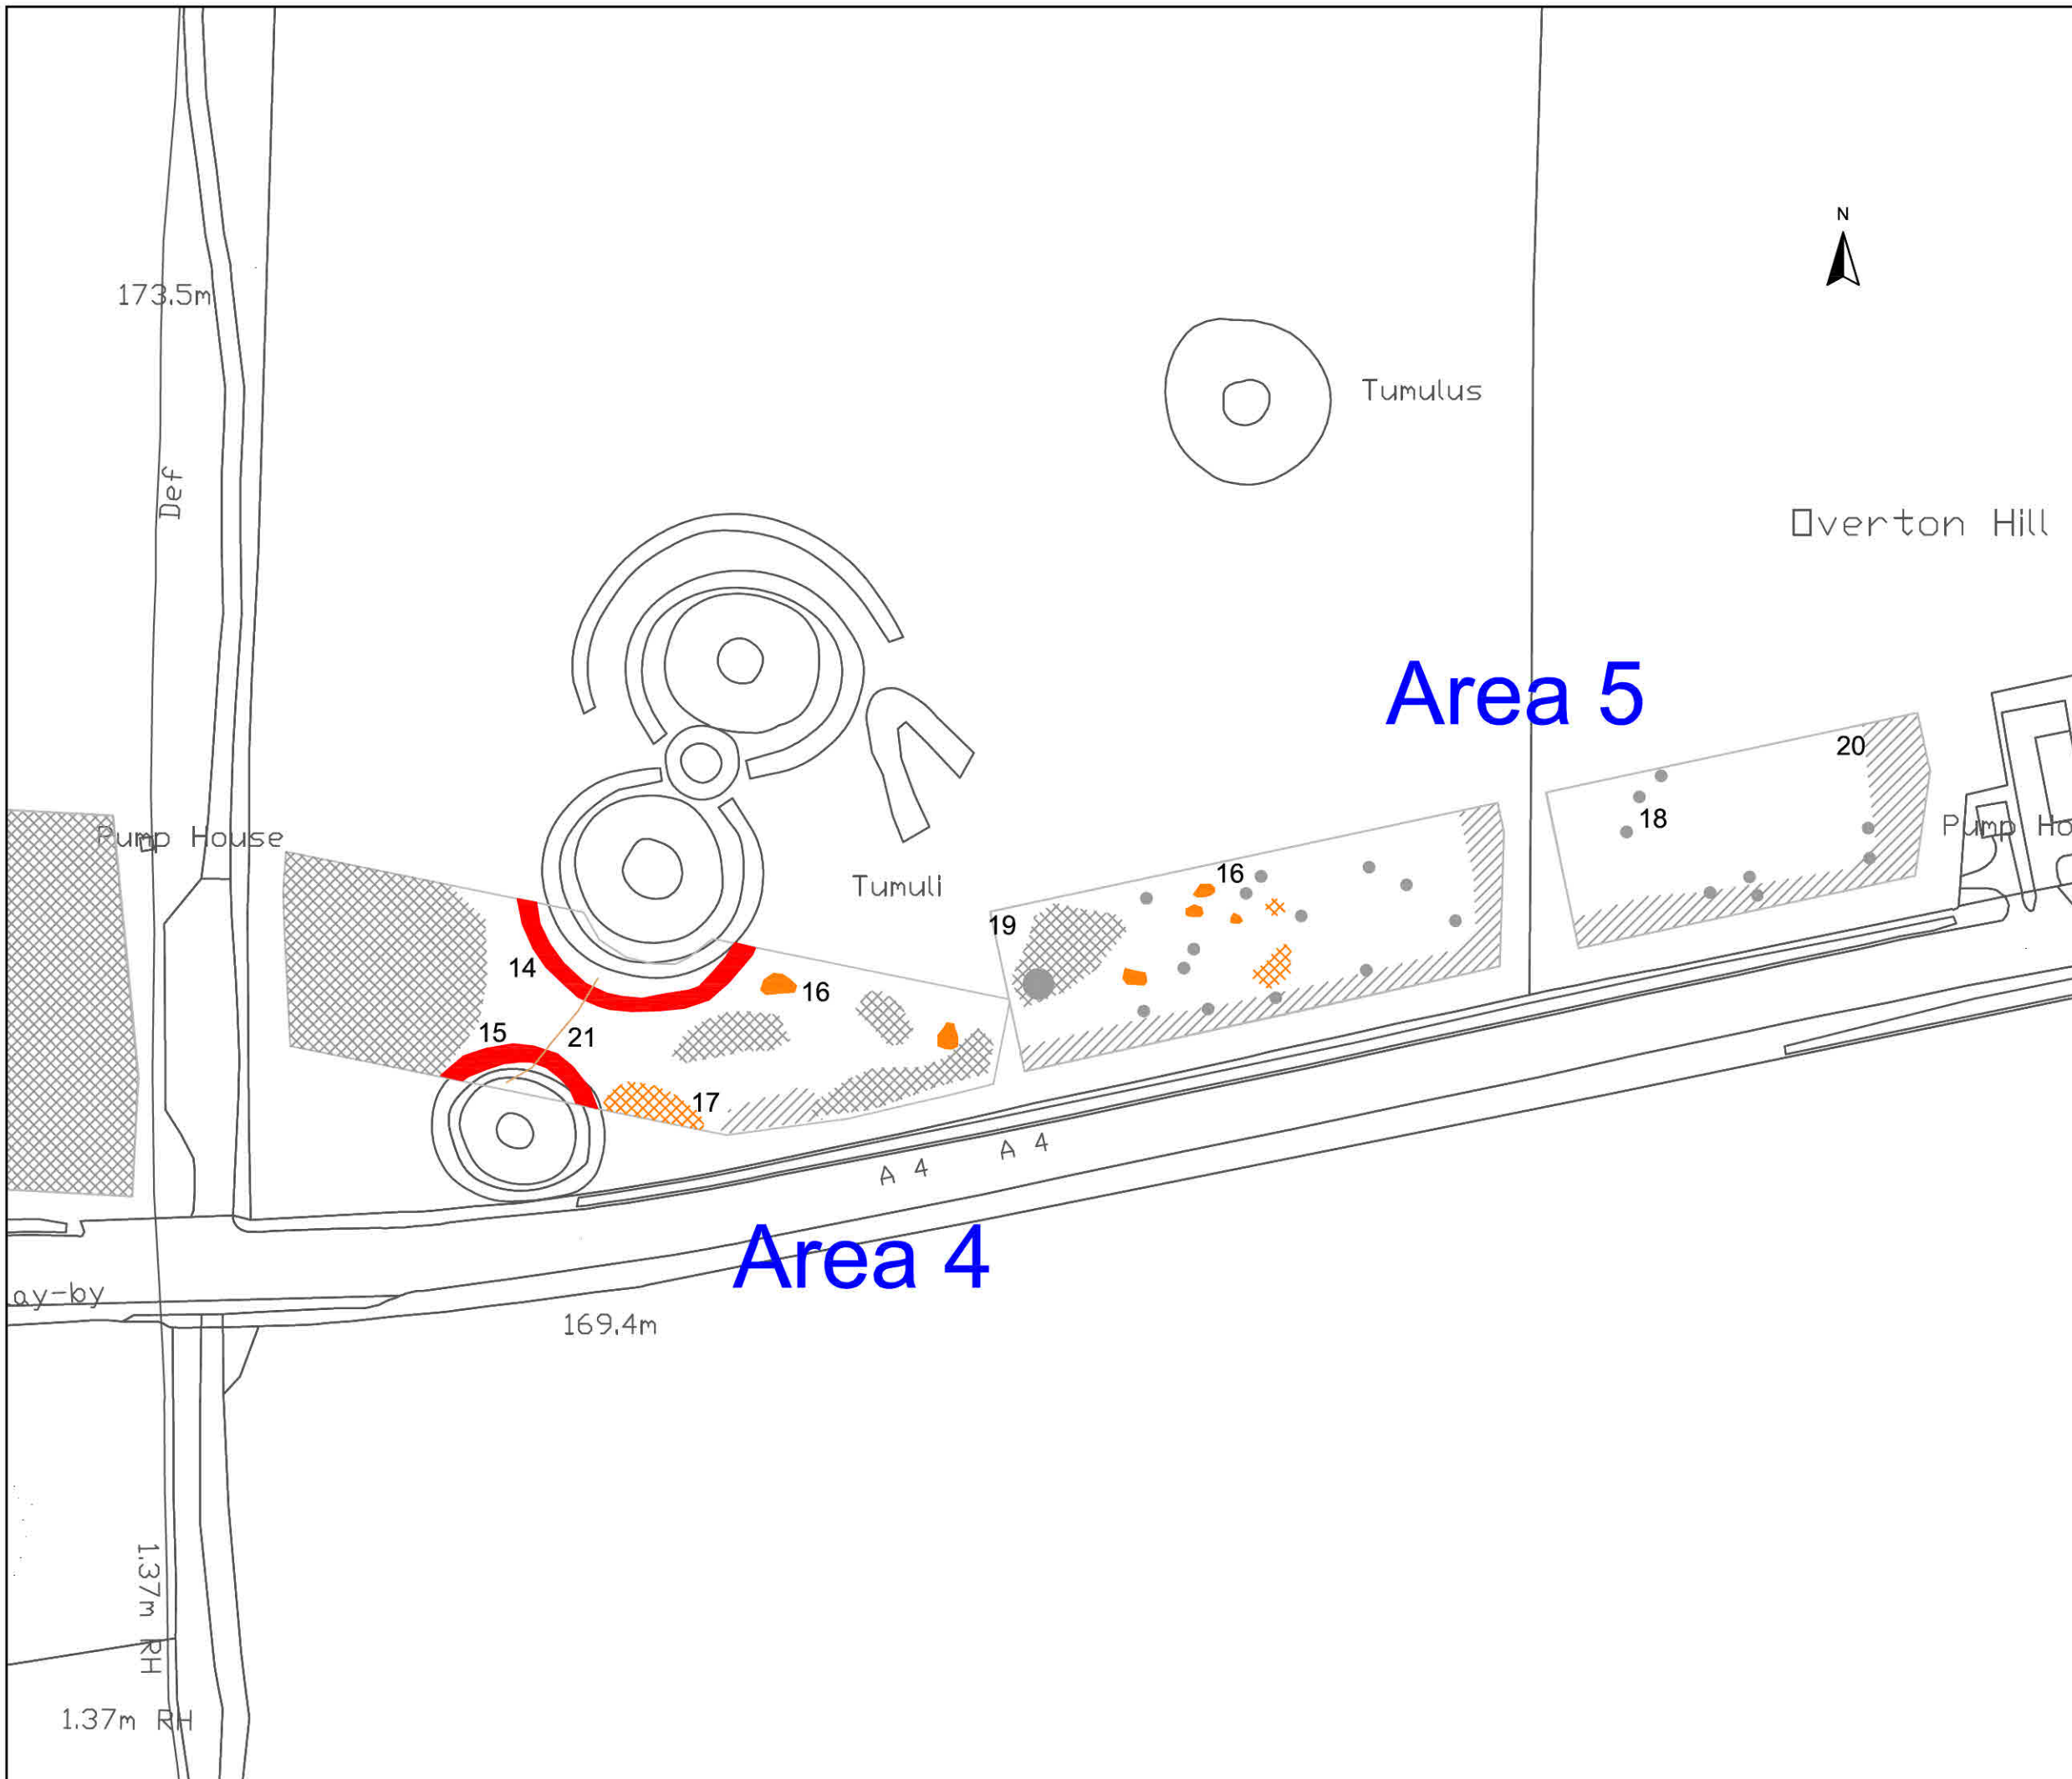 N
173.5m
Tumulus
Def
Overton Hill
Area 5
20
18
Pump House
Pump Ho
16
Tumuli
19
14
16
15
21
17
A 4
A 4
Area 4
ay-by
169.4m
1.37m RH
1.37m RH